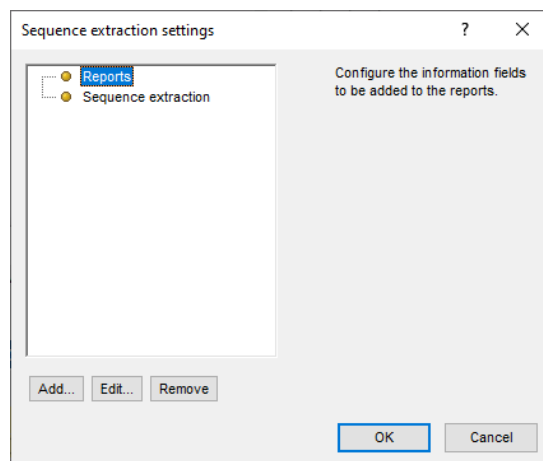 Sequence extraction settings
?
Reports
Sequence extraction
Configure the information fields
to be added to the reports.
Add... Edit... Remove
OK Cancel